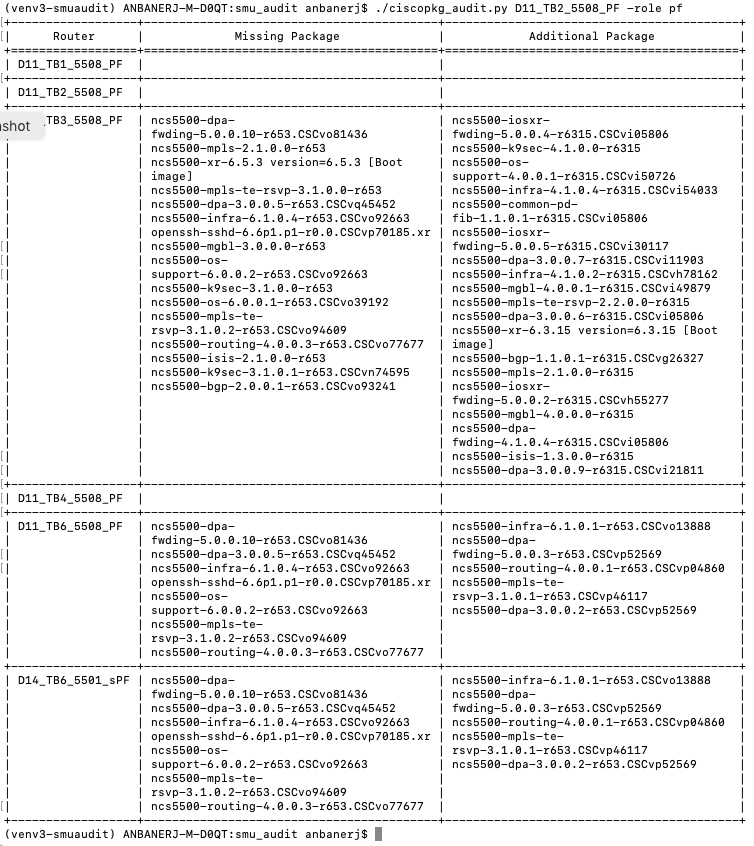 (venv3-smuaudit) ANBANERJ-M-D0QT:smu_audit anbanerj$ ./ciscopkg_audit.py D11_TB2_5508_PF -role pf
Router | Missing Package | Additional Package
D11_TB1_5508_PF
D11_TB2_5508_PF
shot
_TB3_5508_PF | ncs5500-dpa- | ncs5500-iosxr-
fwding-5.0.0.10-r653.CSCvo81436 | fwding-5.0.0.4-r6315.CSCvi05806
ncs5500-mpls-2.1.0.0-r653 | ncs5500-k9sec-4.1.0.0-r6315
ncs5500-xr-6.5.3 version=6.5.3 [Boot | ncs5500-os-
image] | support-4.0.0.1-r6315.CSCvi50726
ncs5500-mpls-te-rsvp-3.1.0.0-r653 | ncs5500-infra-4.1.0.4-r6315.CSCvi54033
ncs5500-dpa-3.0.0.5-r653.CSCvq45452 | ncs5500-common-pd-
ncs5500-infra-6.1.0.4-r653.CSCvo92663 | fib-1.1.0.1-r6315.CSCvi05806
openssh-sshd-6.6p1.p1-r0.0.CSCvp70185.xr | ncs5500-iosxr-
ncs5500-mgbl-3.0.0.0-r653 | fwding-5.0.0.5-r6315.CSCvi30117
ncs5500-os- | ncs5500-dpa-3.0.0.7-r6315.CSCvi11903
support-6.0.0.2-r653.CSCvo92663 | ncs5500-infra-4.1.0.2-r6315.CSCvh78162
ncs5500-k9sec-3.1.0.0-r653 | ncs5500-mgbl-4.0.0.1-r6315.CSCvi49879
ncs5500-os-6.0.0.1-r653.CSCvo39192 | ncs5500-mpls-te-rsvp-2.2.0.0-r6315
ncs5500-mpls-te- | ncs5500-dpa-3.0.0.6-r6315.CSCvi05806
rsvp-3.1.0.2-r653.CSCvo94609 | ncs5500-xr-6.3.15 version=6.3.15 [Boot
ncs5500-routing-4.0.0.3-r653.CSCvo77677 | image]
ncs5500-isis-2.1.0.0-r653 | ncs5500-bgp-1.1.0.1-r6315.CSCvg26327
ncs5500-k9sec-3.1.0.1-r653.CSCvn74595 | ncs5500-mpls-2.1.0.0-r6315
ncs5500-bgp-2.0.0.1-r653.CSCvo93241 | ncs5500-iosxr-
fwding-5.0.0.2-r6315.CSCvh55277
ncs5500-mgbl-4.0.0.0-r6315
ncs5500-dpa-
fwding-4.1.0.4-r6315.CSCvi05806
ncs5500-isis-1.3.0.0-r6315
ncs5500-dpa-3.0.0.9-r6315.CSCvi21811
D11_TB4_5508_PF
D11_TB6_5508_PF | ncs5500-dpa- | ncs5500-infra-6.1.0.1-r653.CSCvo13888
fwding-5.0.0.10-r653.CSCvo81436 | ncs5500-dpa-
ncs5500-dpa-3.0.0.5-r653.CSCvq45452 | fwding-5.0.0.3-r653.CSCvp52569
ncs5500-infra-6.1.0.4-r653.CSCvo92663 | ncs5500-routing-4.0.0.1-r653.CSCvp04860
openssh-sshd-6.6p1.p1-r0.0.CSCvp70185.xr | ncs5500-mpls-te-
ncs5500-os- | rsvp-3.1.0.1-r653.CSCvp46117
support-6.0.0.2-r653.CSCvo92663 | ncs5500-dpa-3.0.0.2-r653.CSCvp52569
ncs5500-mpls-te-
rsvp-3.1.0.2-r653.CSCvo94609
ncs5500-routing-4.0.0.3-r653.CSCvo77677
D14_TB6_5501_sPF | ncs5500-dpa- | ncs5500-infra-6.1.0.1-r653.CSCvo13888
fwding-5.0.0.10-r653.CSCvo81436 | ncs5500-dpa-
ncs5500-dpa-3.0.0.5-r653.CSCvq45452 | fwding-5.0.0.3-r653.CSCvp52569
ncs5500-infra-6.1.0.4-r653.CSCvo92663 | ncs5500-routing-4.0.0.1-r653.CSCvp04860
openssh-sshd-6.6p1.p1-r0.0.CSCvp70185.xr | ncs5500-mpls-te-
ncs5500-os- | rsvp-3.1.0.1-r653.CSCvp46117
support-6.0.0.2-r653.CSCvo92663 | ncs5500-dpa-3.0.0.2-r653.CSCvp52569
ncs5500-mpls-te-
rsvp-3.1.0.2-r653.CSCvo94609
ncs5500-routing-4.0.0.3-r653.CSCvo77677
(venv3-smuaudit) ANBANERJ-M-D0QT:smu_audit anbanerj$